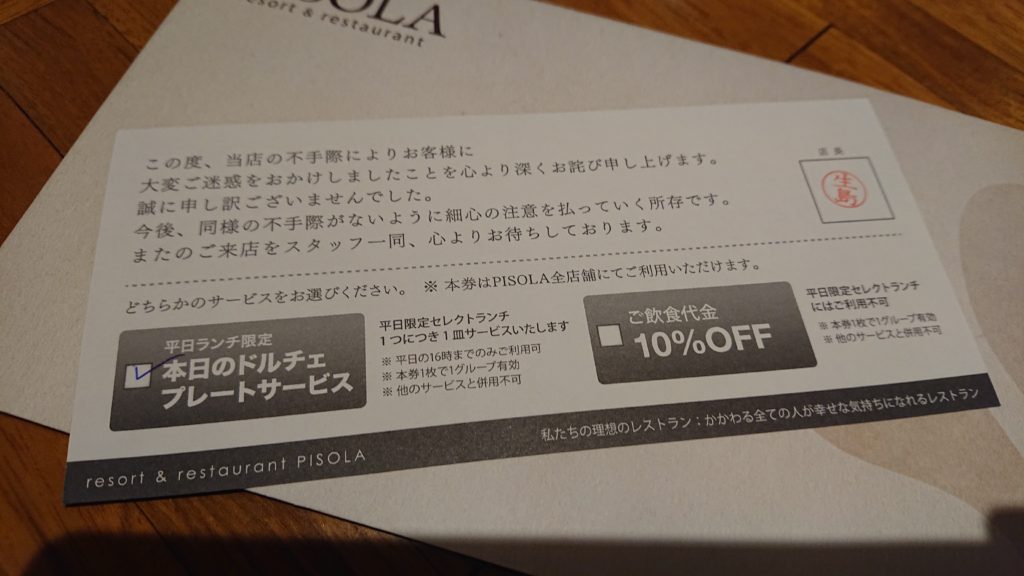 OLA
resort & restaurant
この度、当店の不手際によりお客様に
大変ご迷惑をおかけしましたことを心より深くお詫び申し上げます。
誠に申し訳ございませんでした。
今後、同様の不手際がないように細心の注意を払っていく所存です。
またのご来店をスタッフ一同、心よりお待ちしております。
店長
生島
どちらかのサービスをお選びください。 ※ 本券はPISOLA全店舗にてご利用いただけます。
平日ランチ限定
本日のドルチェ
プレートサービス
平日限定セレクトランチ
1つにつき1皿サービスいたします
※ 平日の16時までのみご利用可
※ 本券1枚で1グループ有効
※ 他のサービスと併用不可
ご飲食代金
10%OFF
平日限定セレクトランチ
にはご利用不可
※ 本券1枚で1グループ有効
※ 他のサービスと併用不可
resort & restaurant PISOLA
私たちの理想のレストラン：かかわる全ての人が幸せな気持ちになれるレストラン